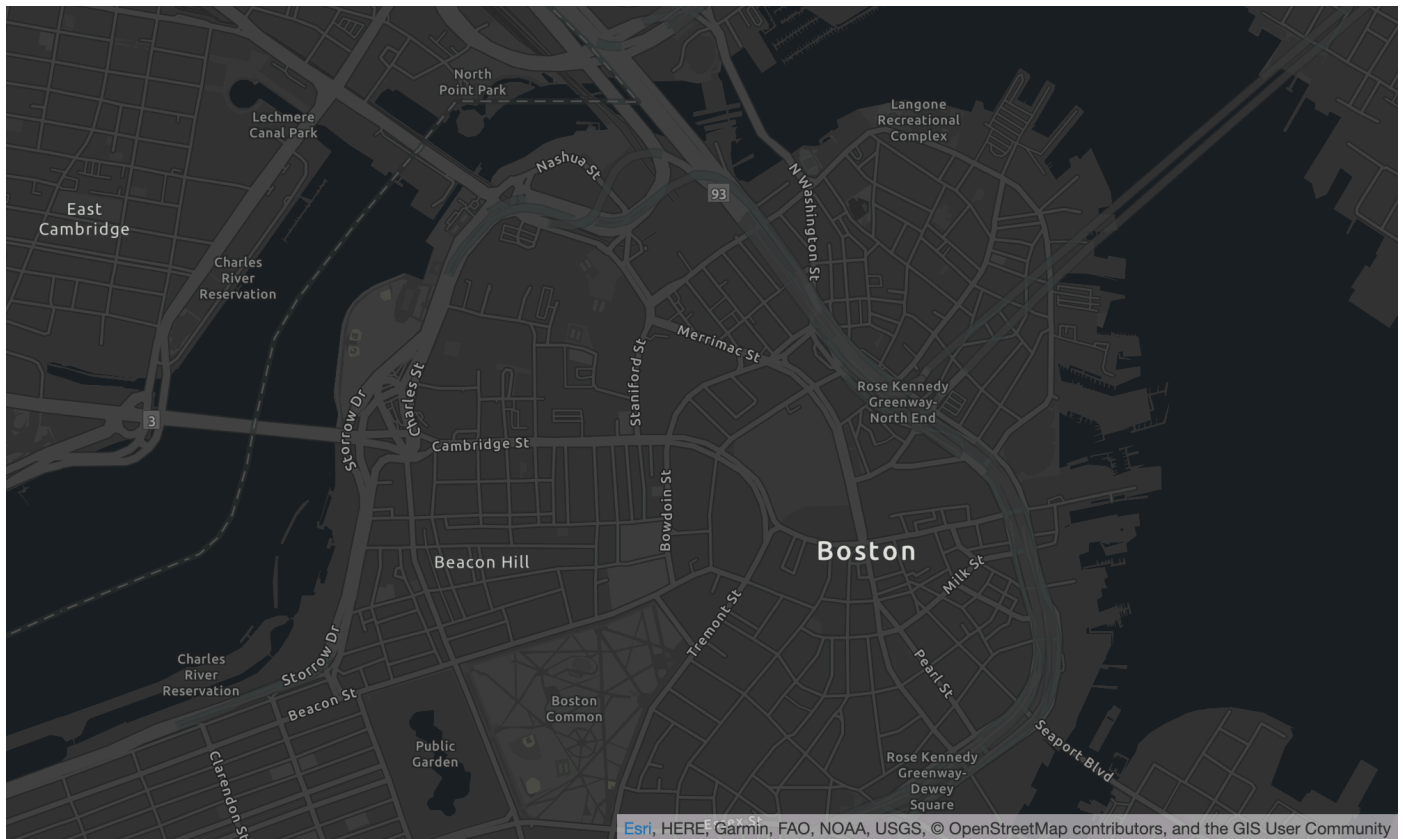 North
Point Park
Lechmere
Canal Park
Langone
Recreational
Complex
Nashua St
93
N Washington St
East
Cambridge
Charles
River
Reservation
Merrimac St
Staniford St
Charles St
Storrow Dr
Rose Kennedy
Greenway-
North End
3
Cambridge St
Bowdoin St
Boston
Beacon Hill
Milk St
Tremont St
Charles
River
Reservation
Storrow Dr
Pearl St
Beacon St
Boston
Common
Public
Garden
Clarendon St
Seaport Blvd
Rose Kennedy
Greenway-
Dewey
Square
Essex St
Esri, HERE, Garmin, FAO, NOAA, USGS, © OpenStreetMap contributors, and the GIS User Community